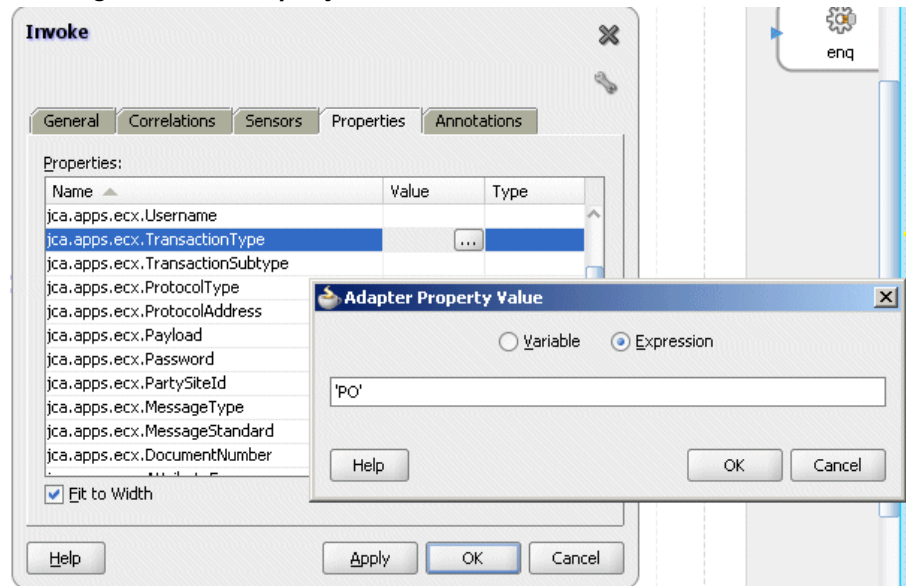 Invoke
enq
General Correlations Sensors Properties Annotations
Properties:
Name Value Type
jca.apps.ecx.Username
jca.apps.ecx.TransactionType ...
jca.apps.ecx.TransactionSubtype
jca.apps.ecx.ProtocolType
jca.apps.ecx.ProtocolAddress
jca.apps.ecx.Payload
jca.apps.ecx.Password
jca.apps.ecx.PartySiteId
jca.apps.ecx.MessageType
jca.apps.ecx.MessageStandard
jca.apps.ecx.DocumentNumber
Fit to Width
Help Apply OK Cancel
Adapter Property Value
Variable Expression
'PO'
Help OK Cancel